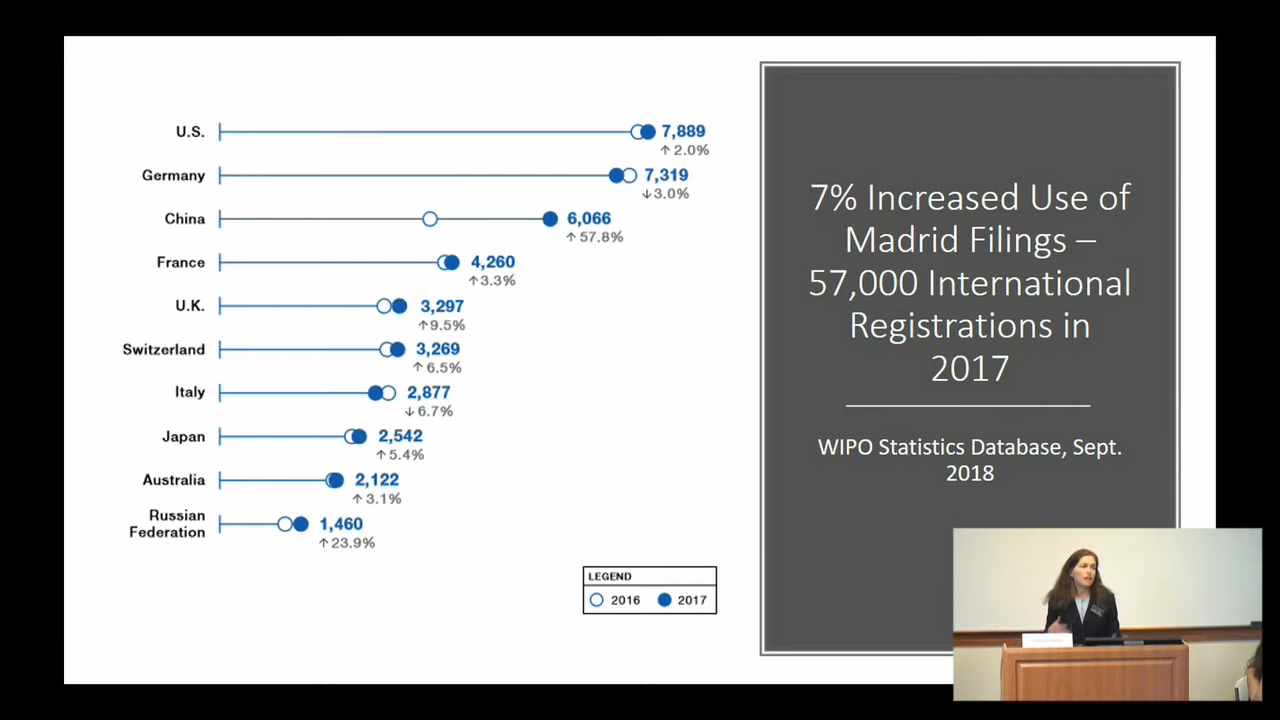 U.S.
7,889
↑2.0%
Germany
7,319
↓3.0%
China
6,066
↑57.8%
France
4,260
↑3.3%
U.K.
3,297
↑9.5%
Switzerland
3,269
↑6.5%
Italy
2,877
↓6.7%
Japan
2,542
↑5.4%
Australia
2,122
↑3.1%
Russian
Federation
1,460
↑23.9%
LEGEND
2016 2017
7% Increased Use of
Madrid Filings –
57,000 International
Registrations in
2017
WIPO Statistics Database, Sept.
2018